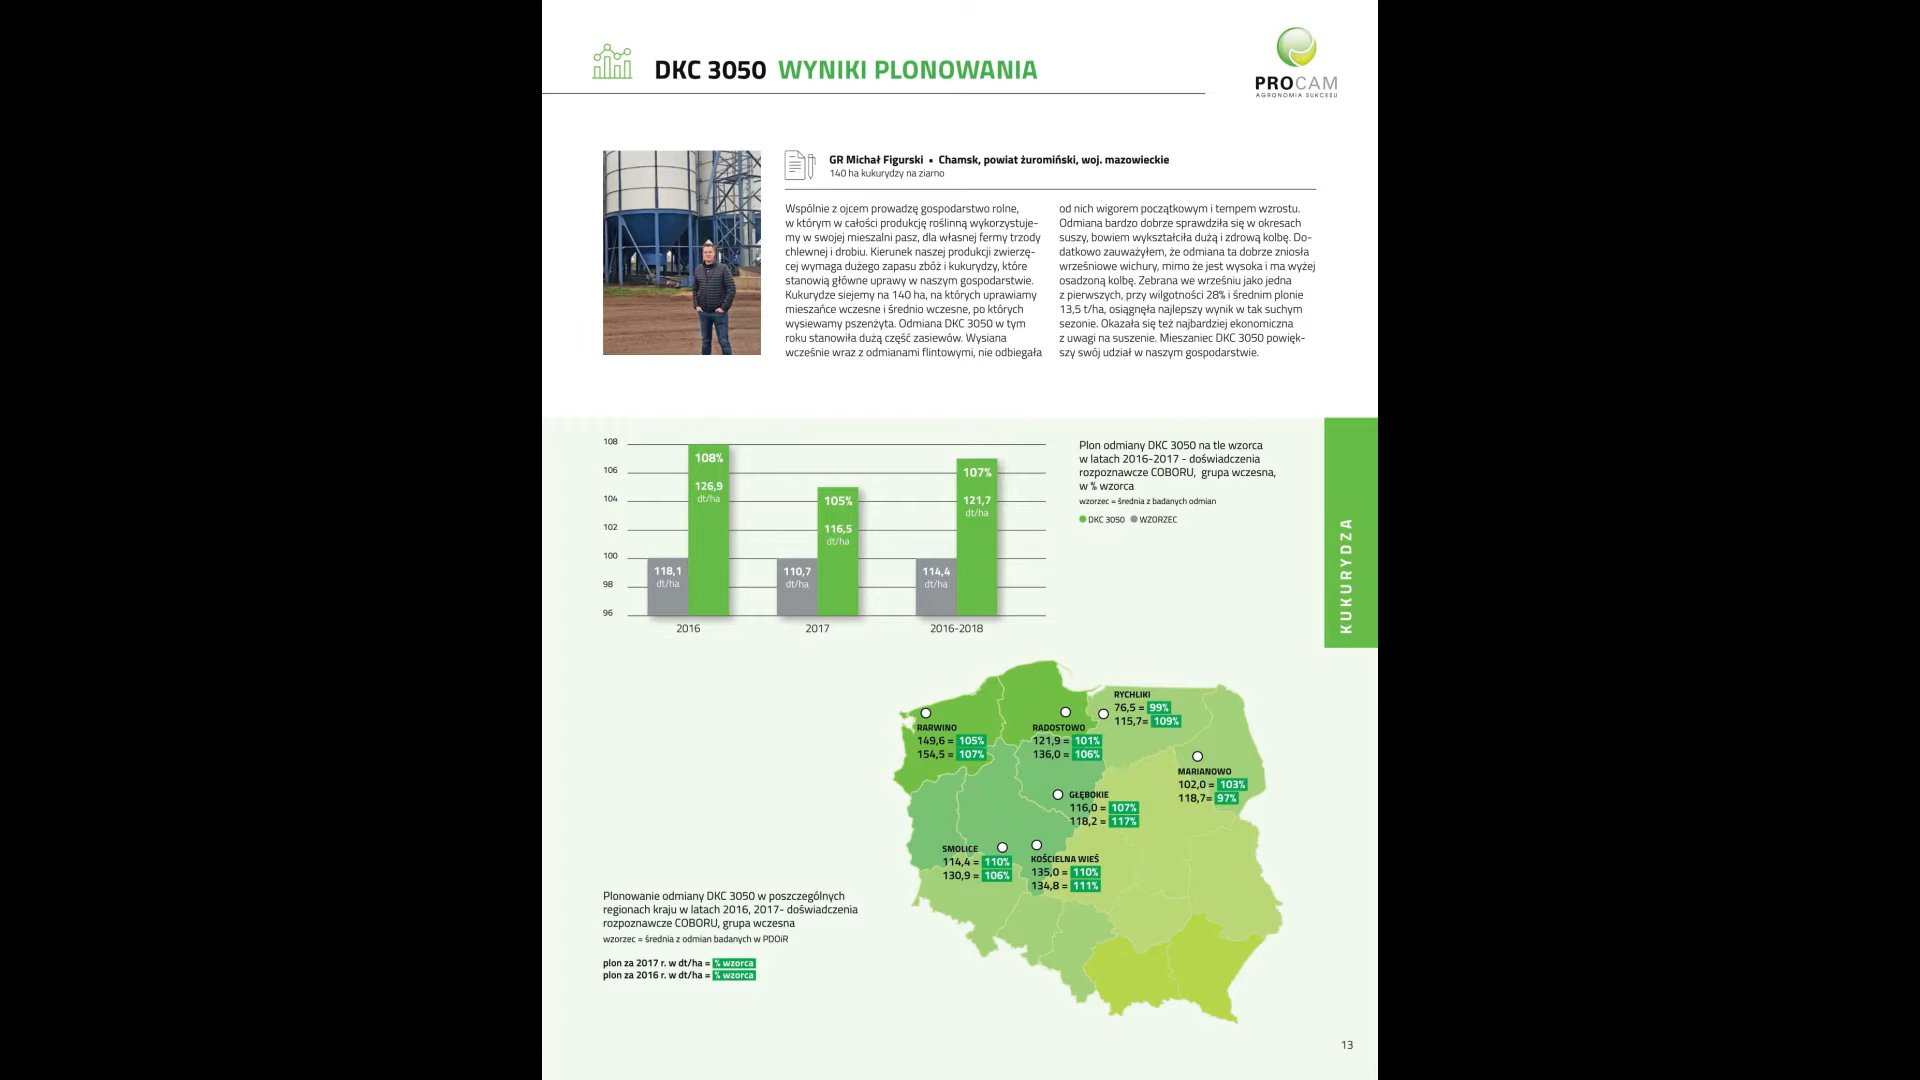 DKC 3050 WYNIKI PLONOWANIA
PROCAM
AGRONOMIA SUKCESU
GR Michał Figurski • Chamsk, powiat żuromiński, woj. mazowieckie
140 ha kukurydzy na ziarno
Wspólnie z ojcem prowadzę gospodarstwo rolne,
w którym w całości produkcję roślinną wykorzystuje-
my w swojej mieszalni pasz, dla własnej fermy trzody
chlewnej i drobiu. Kierunek naszej produkcji zwierzę-
cej wymaga dużego zapasu zbóż i kukurydzy, które
stanowią główne uprawy w naszym gospodarstwie.
Kukurydze siejemy na 140 ha, na których uprawiamy
mieszańce wczesne i średnio wczesne, po których
wysiewamy pszenżyta. Odmiana DKC 3050 w tym
roku stanowiła dużą część zasiewów. Wysiana
wcześnie wraz z odmianami flintowymi, nie odbiegała
od nich wigorem początkowym i tempem wzrostu.
Odmiana bardzo dobrze sprawdziła się w okresach
suszy, bowiem wykształciła dużą i zdrową kolbę. Do-
datkowo zauważyłem, że odmiana ta dobrze zniosła
wrześniowe wichury, mimo że jest wysoka i ma wyżej
osadzoną kolbę. Zebrana we wrześniu jako jedna
z pierwszych, przy wilgotności 28% i średnim plonie
13,5 t/ha, osiągnęła najlepszy wynik w tak suchym
sezonie. Okazała się też najbardziej ekonomiczna
z uwagi na suszenie. Mieszaniec DKC 3050 powięk-
szy swój udział w naszym gospodarstwie.
108
106
104
102
100
98
96
118,1
dt/ha
108%
126,9
dt/ha
110,7
dt/ha
105%
116,5
dt/ha
114,4
dt/ha
107%
121,7
dt/ha
2016
2017
2016-2018
Plon odmiany DKC 3050 na tle wzorca
w latach 2016-2017 - doświadczenia
rozpoznawcze COBORU, grupa wczesna,
w % wzorca
wzorzec = średnia z badanych odmian
DKC 3050 WZORZEC
KUKURYDZA
RARWINO
149,6 = 105%
154,5 = 107%
RADOSTOWO
121,9 = 101%
136,0 = 106%
RYCHLIKI
76,5 = 99%
115,7= 109%
MARIANOWO
102,0 = 103%
118,7= 97%
GŁĘBOKIE
116,0 = 107%
118,2 = 117%
SMOLICE
114,4 = 110%
130,9 = 106%
KOŚCIELNA WIEŚ
135,0 = 110%
134,8 = 111%
Plonowanie odmiany DKC 3050 w poszczególnych
regionach kraju w latach 2016, 2017- doświadczenia
rozpoznawcze COBORU, grupa wczesna
wzorzec = średnia z odmian badanych w PDOiR
plon za 2017 r. w dt/ha = % wzorca
plon za 2016 r. w dt/ha = % wzorca
13